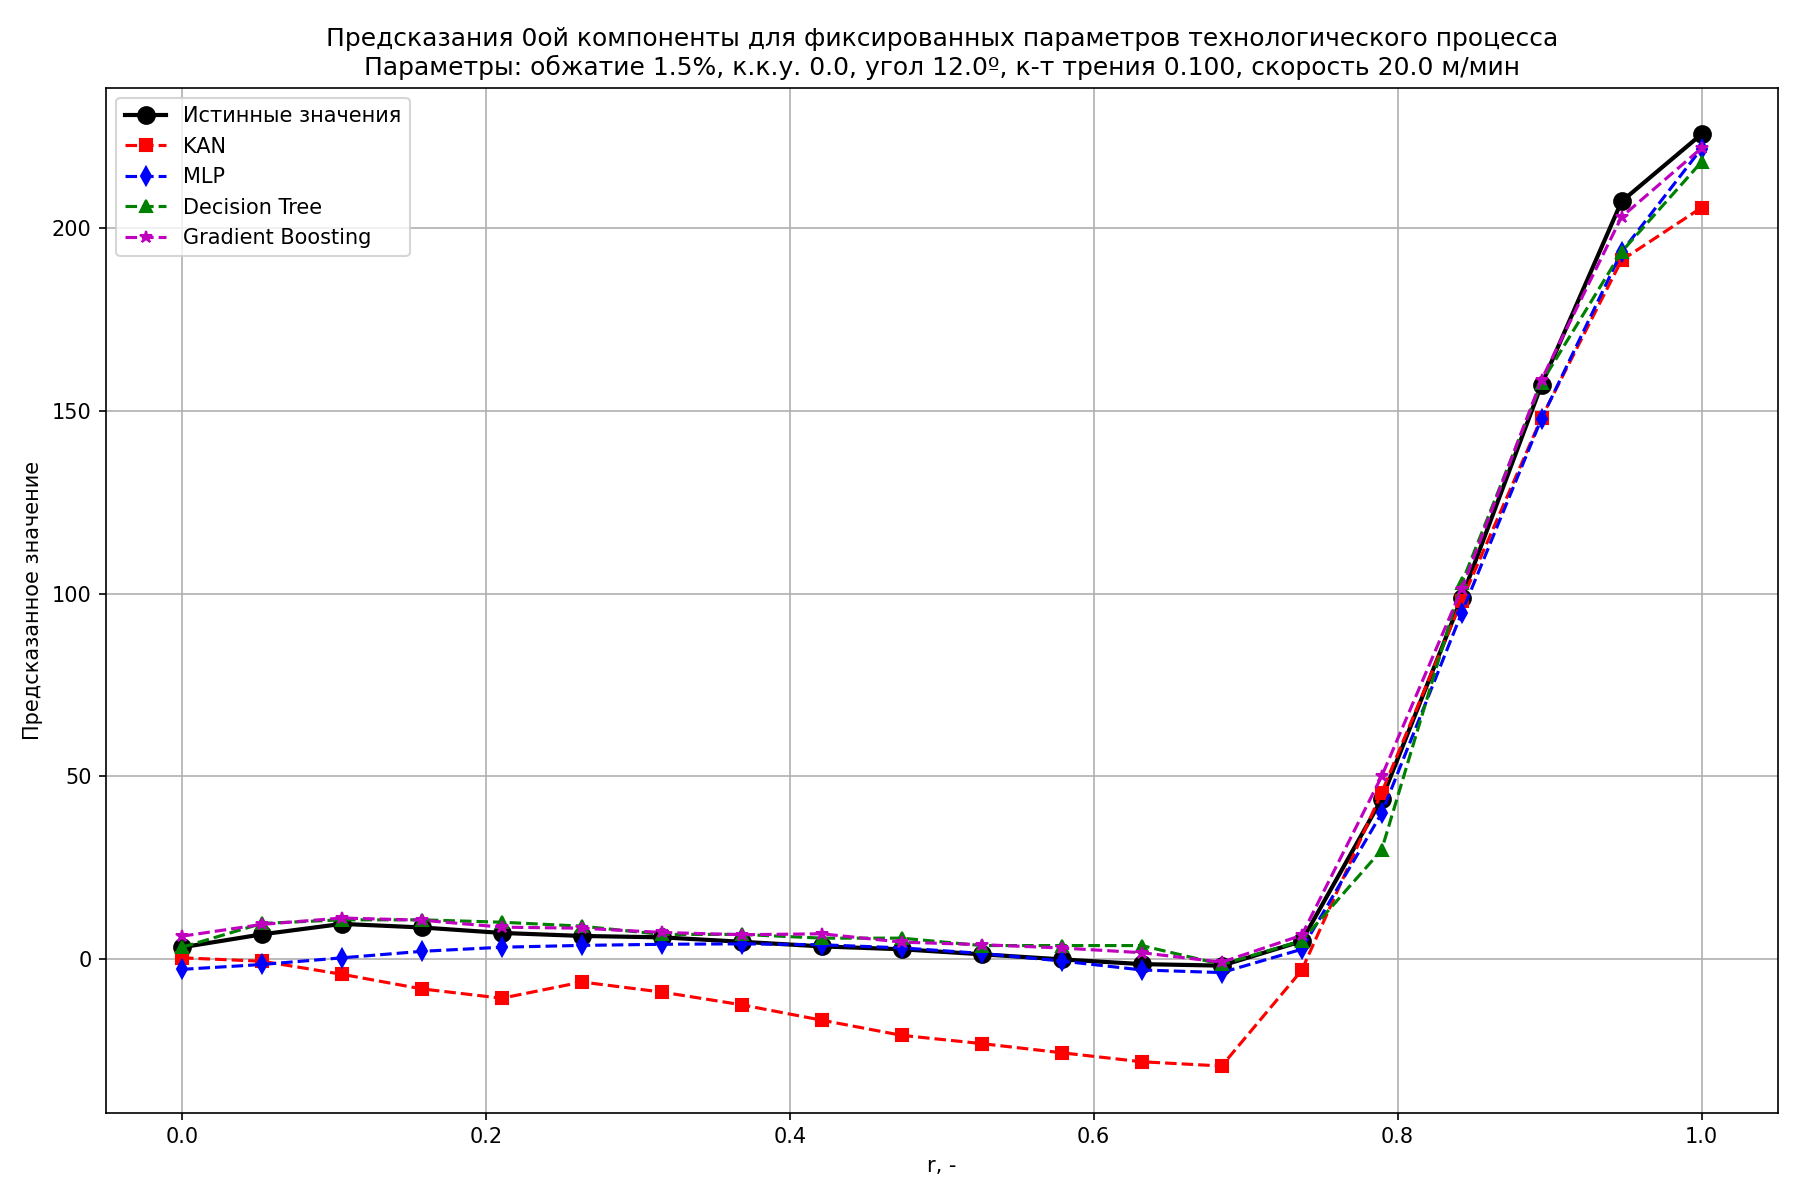 Предсказания 0ой компоненты для фиксированных параметров технологического процесса
Параметры: обжатие 1.5%, к.к.у. 0.0, угол 12.0º, к-т трения 0.100, скорость 20.0 м/мин
Истинные значения
KAN
MLP
Decision Tree
Gradient Boosting
Предсказанное значение
200
150
100
50
0
0.0
0.2
0.4
0.6
0.8
1.0
r, -